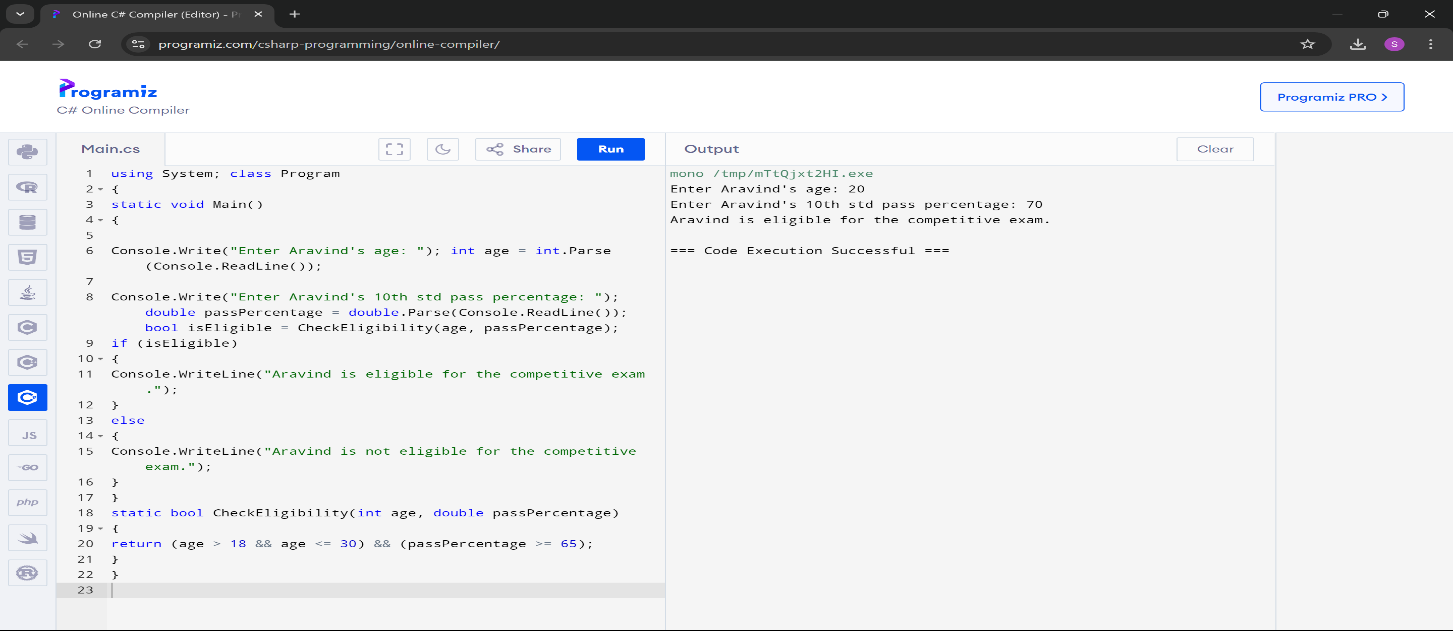 Online C# Compiler (Editor) - P
programiz.com/csharp-programming/online-compiler/
S
Programiz
C# Online Compiler
Programiz PRO >
Main.cs
Share
Run
Output
Clear
1 using System; class Program
2 {
3 static void Main()
4 {
5
6 Console.Write("Enter Aravind's age: "); int age = int.Parse
(Console.ReadLine());
7
8 Console.Write("Enter Aravind's 10th std pass percentage: ");
double passPercentage = double.Parse(Console.ReadLine());
bool isEligible = CheckEligibility(age, passPercentage);
9 if (isEligible)
10 {
11 Console.WriteLine("Aravind is eligible for the competitive exam
.");
12 }
13 else
14 {
15 Console.WriteLine("Aravind is not eligible for the competitive
exam.");
16 }
17 }
18 static bool CheckEligibility(int age, double passPercentage)
19 {
20 return (age > 18 && age <= 30) && (passPercentage >= 65);
21 }
22 }
23
mono /tmp/mTtQjxt2HI.exe
Enter Aravind's age: 20
Enter Aravind's 10th std pass percentage: 70
Aravind is eligible for the competitive exam.
=== Code Execution Successful ===
R
5
C
C
C
JS
GO
php
R